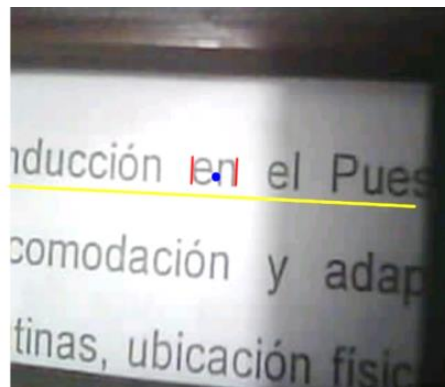 nducción en el Pues
comodación y adap
tinas, ubicación físic